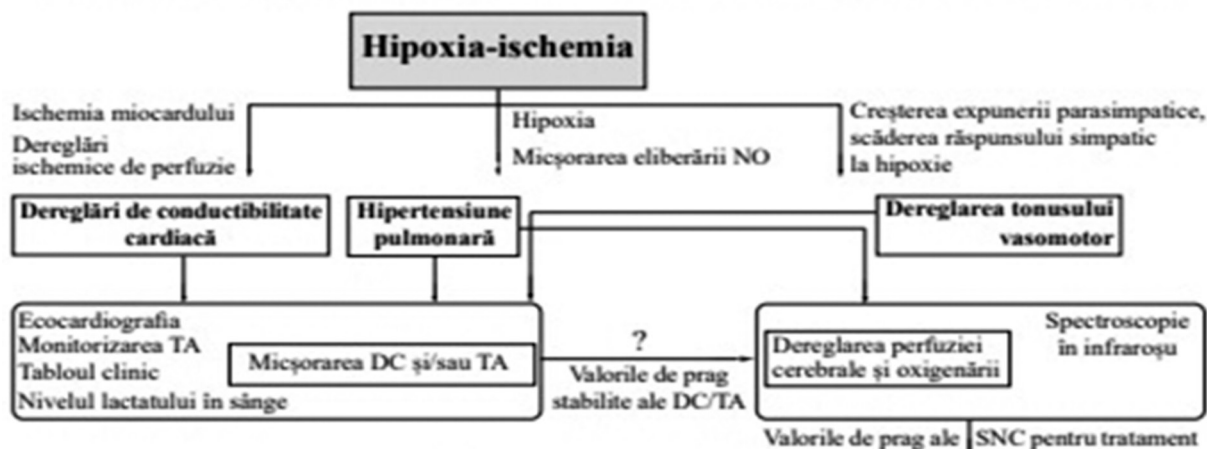 Hipoxia-ischemia
Ischemia miocardului
Dereglări
ischemice de perfuzie
Hipoxia
Micșorarea eliberării NO
Creșterea expunerii parasimpatice,
scăderea răspunsului simpatic
la hipoxie
Dereglări de conductibilitate
cardiacă
Hipertensiune
pulmonară
Dereglarea tonusului
vasomotor
Ecocardiografia
Monitorizarea TA
Tabloul clinic
Nivelul lactatului în sânge
Micșorarea DC și/sau TA
?
Valorile de prag
stabilite ale DC/TA
Dereglarea perfuziei
cerebrale și oxigenării
Spectroscopie
în infraroșu
Valorile de prag ale SNC pentru tratament